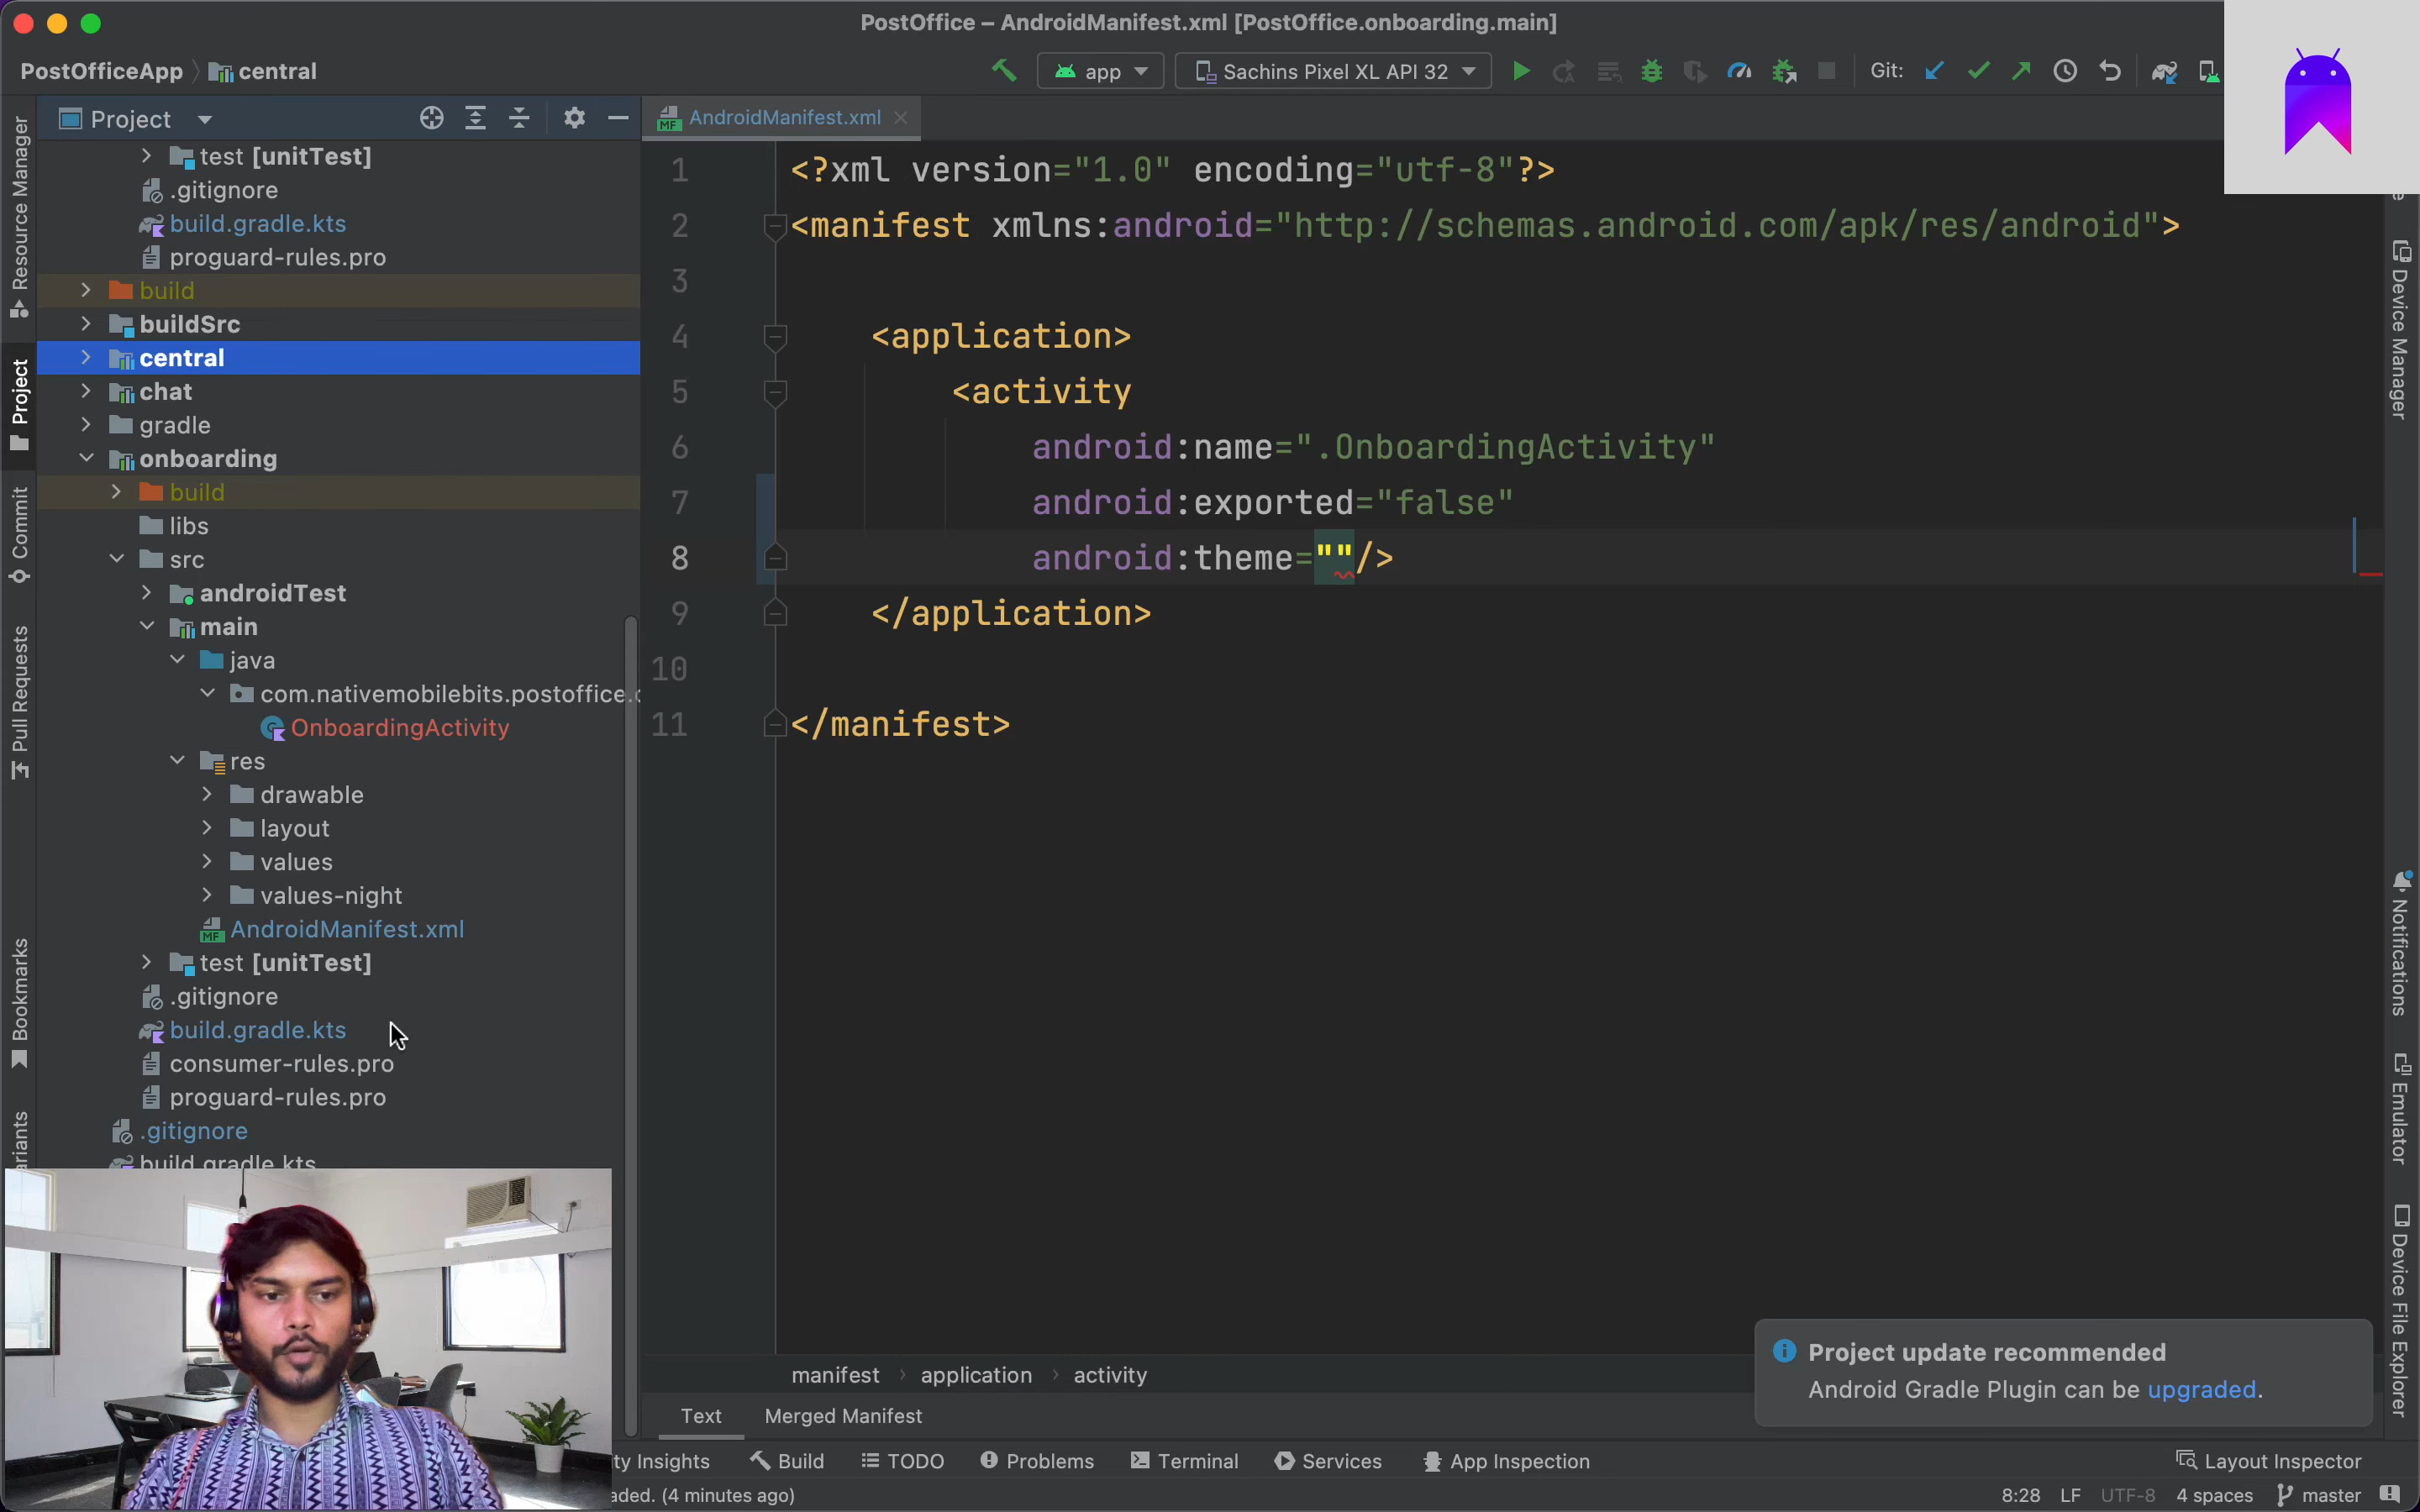 PostOffice – AndroidManifest.xml [PostOffice.onboarding.main]
PostOfficeApp central
app
Sachins Pixel XL API 32
Git:
Project
AndroidManifest.xml
test [unitTest]
.gitignore
build.gradle.kts
proguard-rules.pro
build
buildSrc
central
chat
gradle
onboarding
build
libs
src
androidTest
main
java
com.nativemobilebits.postoffice.
OnboardingActivity
res
drawable
layout
values
values-night
AndroidManifest.xml
test [unitTest]
.gitignore
build.gradle.kts
consumer-rules.pro
proguard-rules.pro
.gitignore
build.gradle.kts
Resource Manager
Project
Commit
Pull Requests
Bookmarks
ariants
1 <?xml version="1.0" encoding="utf-8"?>
2 <manifest xmlns:android="http://schemas.android.com/apk/res/android">
3
4 <application>
5 <activity
6 android:name=".OnboardingActivity"
7 android:exported="false"
8 android:theme=""/>
9 </application>
10
11 </manifest>
Device Manager
Notifications
Emulator
Device File Explorer
Project update recommended
Android Gradle Plugin can be upgraded.
manifest › application › activity
Text Merged Manifest
ty Insights Build TODO Problems Terminal Services App Inspection Layout Inspector
aded. (4 minutes ago) 8:28 LF UTF-8 4 spaces master